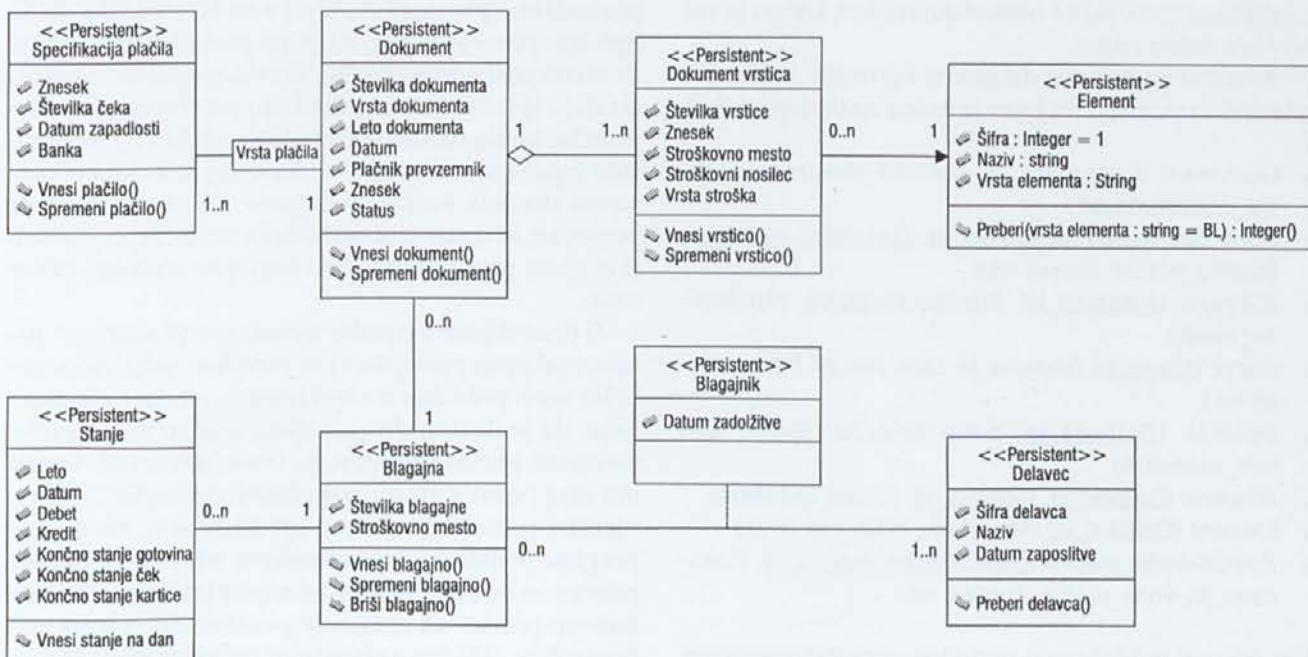 <<Persistent>>
Specifikacija plačila
Znesek
Številka čeka
Datum zapadlosti
Banka
Vnesi plačilo()
Spremeni plačilo()
1..n
Vrsta plačila
1
<<Persistent>>
Dokument
Številka dokumenta
Vrsta dokumenta
Leto dokumenta
Datum
Plačnik prevzemnik
Znesek
Status
Vnesi dokument()
Spremeni dokument()
1
1..n
<<Persistent>>
Dokument vrstica
Številka vrstice
Znesek
Stroškovno mesto
Stroškovni nosilec
Vrsta stroška
Vnesi vrstico()
Spremeni vrstico()
0..n
1
<<Persistent>>
Element
Šifra : Integer = 1
Naziv : string
Vrsta elementa : String
Preberi(vrsta elementa : string = BL) : Integer()
0..n
1
<<Persistent>>
Stanje
Leto
Datum
Debet
Kredit
Končno stanje gotovina
Končno stanje ček
Končno stanje kartice
Vnesi stanje na dan
0..n
1
<<Persistent>>
Blagajna
Številka blagajne
Stroškovno mesto
Vnesi blagajno()
Spremeni blagajno()
Briši blagajno()
0..n
<<Persistent>>
Blagajnik
Datum zadolžitve
1..n
<<Persistent>>
Delavec
Šifra delavca
Naziv
Datum zaposlitve
Preberi delavca()